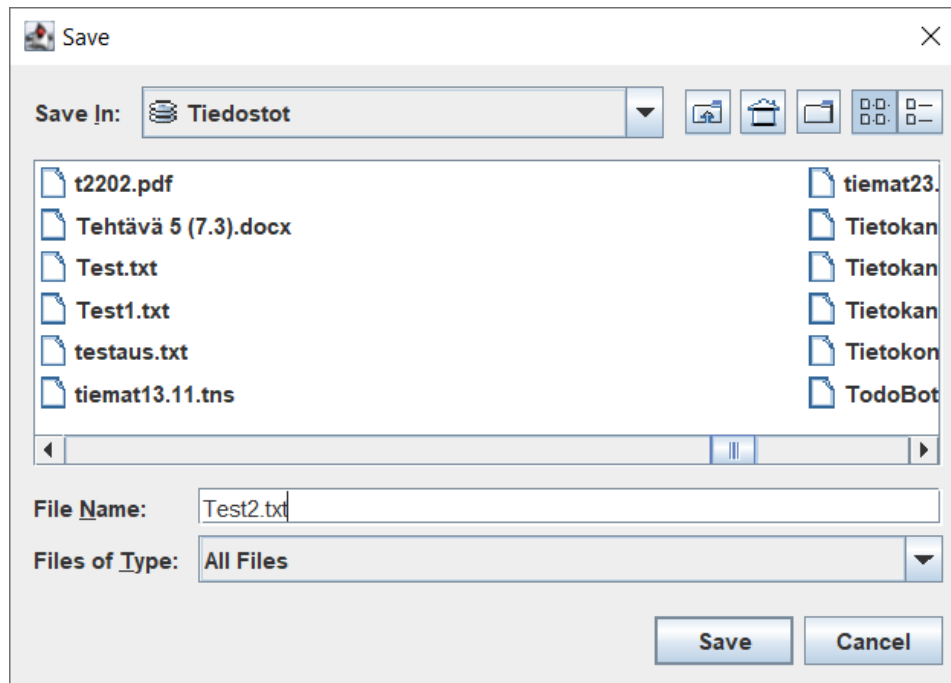 Save
Save In: Tiedostot
t2202.pdf
Tehtävä 5 (7.3).docx
Test.txt
Test1.txt
testaus.txt
tiemat13.11.tns
tiemat23.
Tietokan
Tietokan
Tietokan
Tietokon
TodoBot
File Name: Test2.txt
Files of Type: All Files
Save Cancel